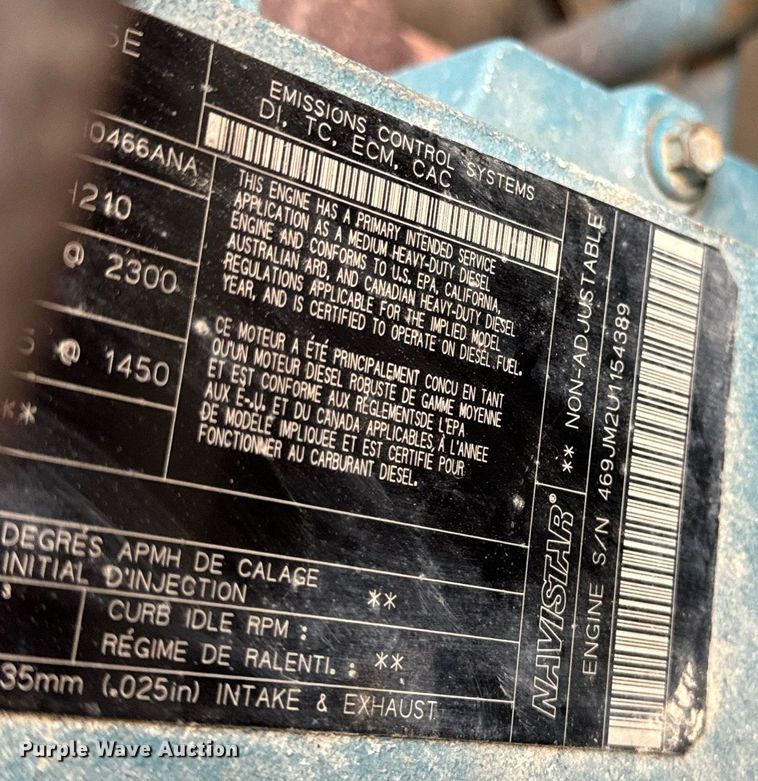 SE
0466ANA
210
@ 2300
@ 1450
**
EMISSIONS CONTROL SYSTEMS
DI, TC, ECM, CAC
THIS ENGINE HAS A PRIMARY INTENDED SERVICE
APPLICATION AS A MEDIUM HEAVY-DUTY DIESEL
ENGINE AND CONFORMS TO U.S. EPA, CALIFORNIA,
AUSTRALIAN ARD, AND CANADIAN HEAVY-DUTY DIESEL
REGULATIONS APPLICABLE FOR THE IMPLIED MODEL
YEAR, AND IS CERTIFIED TO OPERATE ON DIESEL FUEL.
CE MOTEUR A ÉTÉ PRINCIPALEMENT CONCU EN TANT
QU'UN MOTEUR DIESEL ROBUSTE DE GAMME MOYENNE
ET EST CONFORME AUX RÉGLEMENTSDE L'EPA
AUX E.-U. ET DU CANADA APPLICABLES À L'ANNEE
DE MODELE IMPLIQUEE ET EST CERTIFIÉ POUR
FONCTIONNER AU CARBURANT DIESEL.
DEGRÉS APMH DE CALAGE
INITIAL D'INJECTION **
3
CURB IDLE RPM :
RÉGIME DE RALENTI. : **
35mm (.025in) INTAKE & EXHAUST
** NON-ADJUSTABLE
NAVISTAR®
ENGINE S/N 469JM2U1154389
Purple Wave Auction